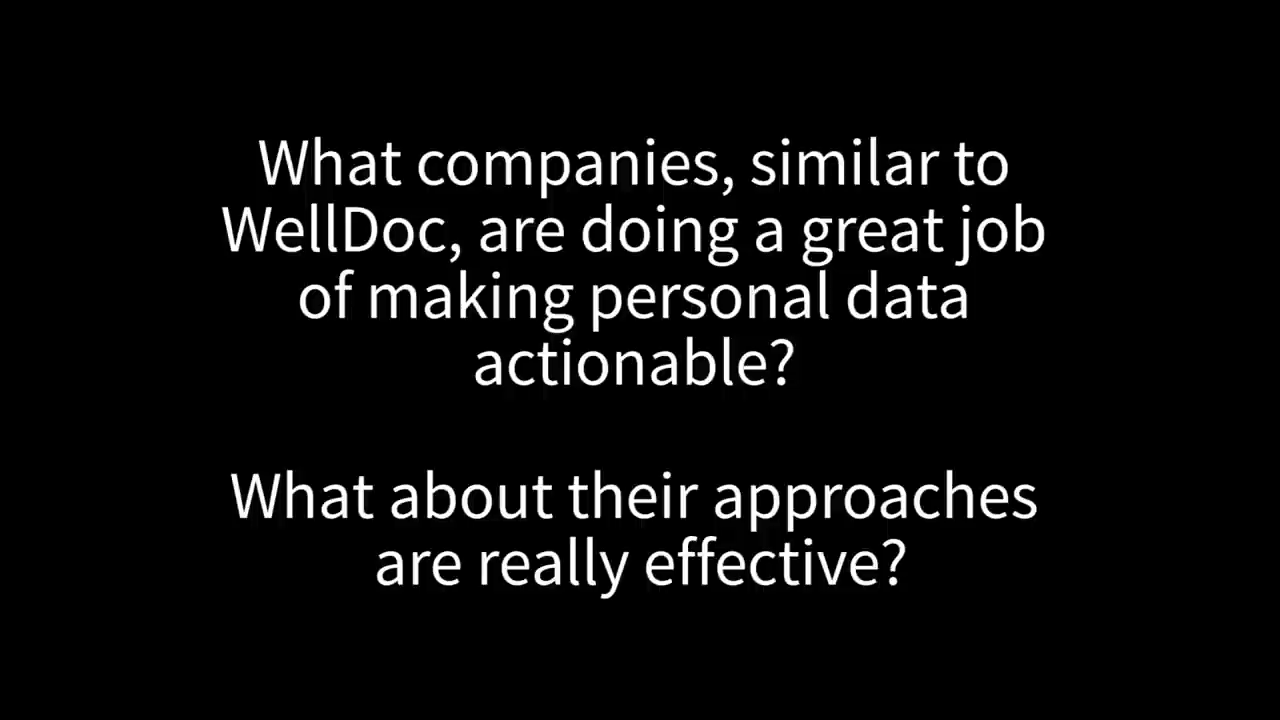 What companies, similar to
WellDoc, are doing a great job
of making personal data
actionable?
What about their approaches
are really effective?